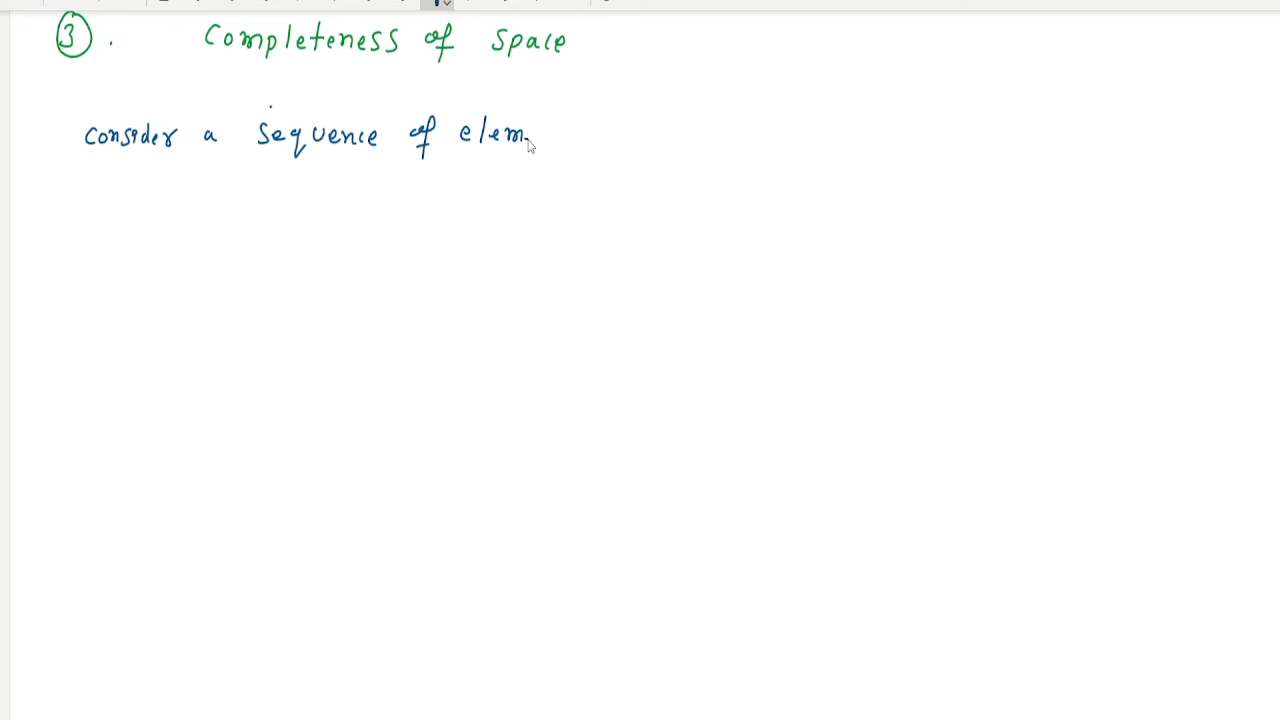 3. Completeness of space
Consider a sequence of elem